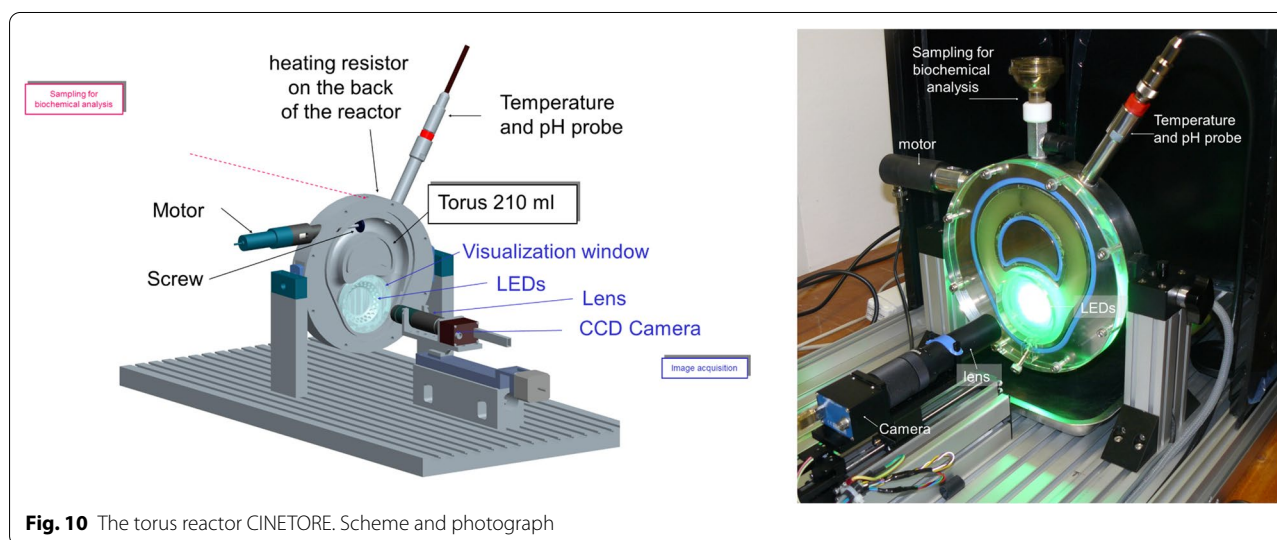 Sampling for
biochemical analysis
heating resistor
on the back
of the reactor
Temperature
and pH probe
Motor
Torus 210 ml
Screw
Visualization window
LEDs
Lens
CCD Camera
Image acquisition
Sampling for
biochemical
analysis
motor
Temperature
and pH probe
LEDs
lens
Camera
Fig. 10 The torus reactor CINETORE. Scheme and photograph